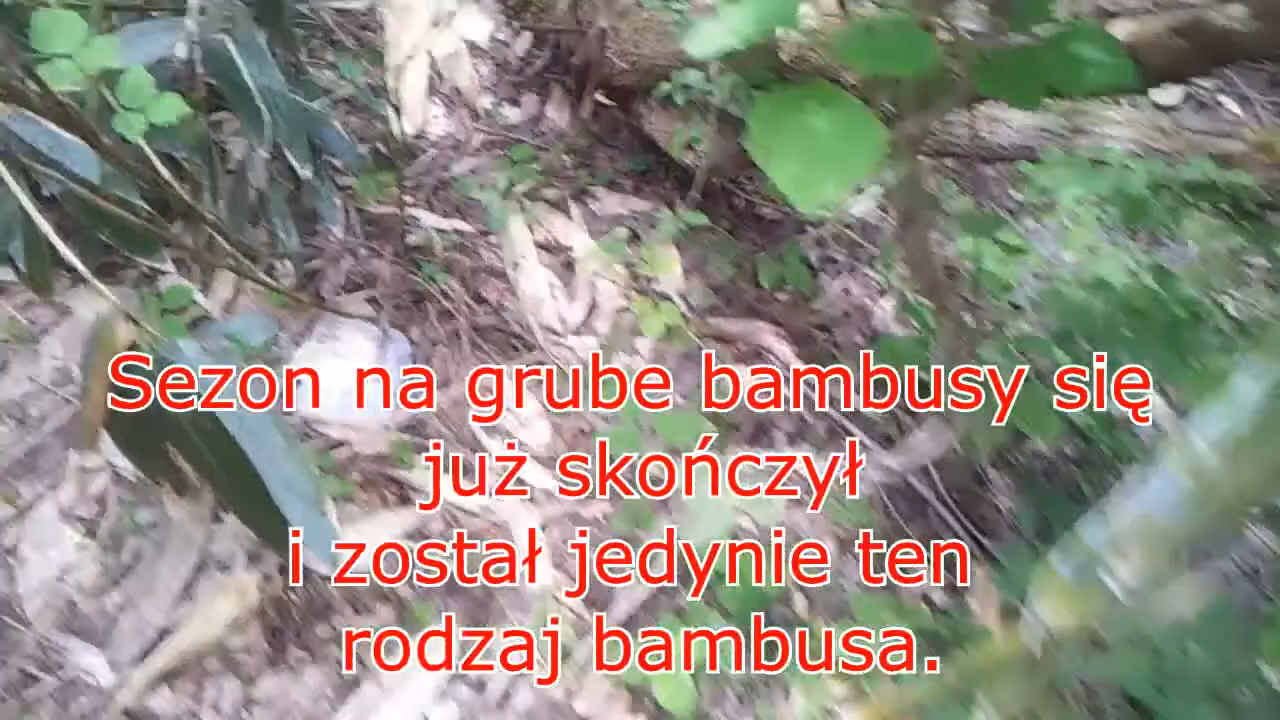 Sezon na grube bambusy się
już skończył
i został jedynie ten
rodzaj bambusa.